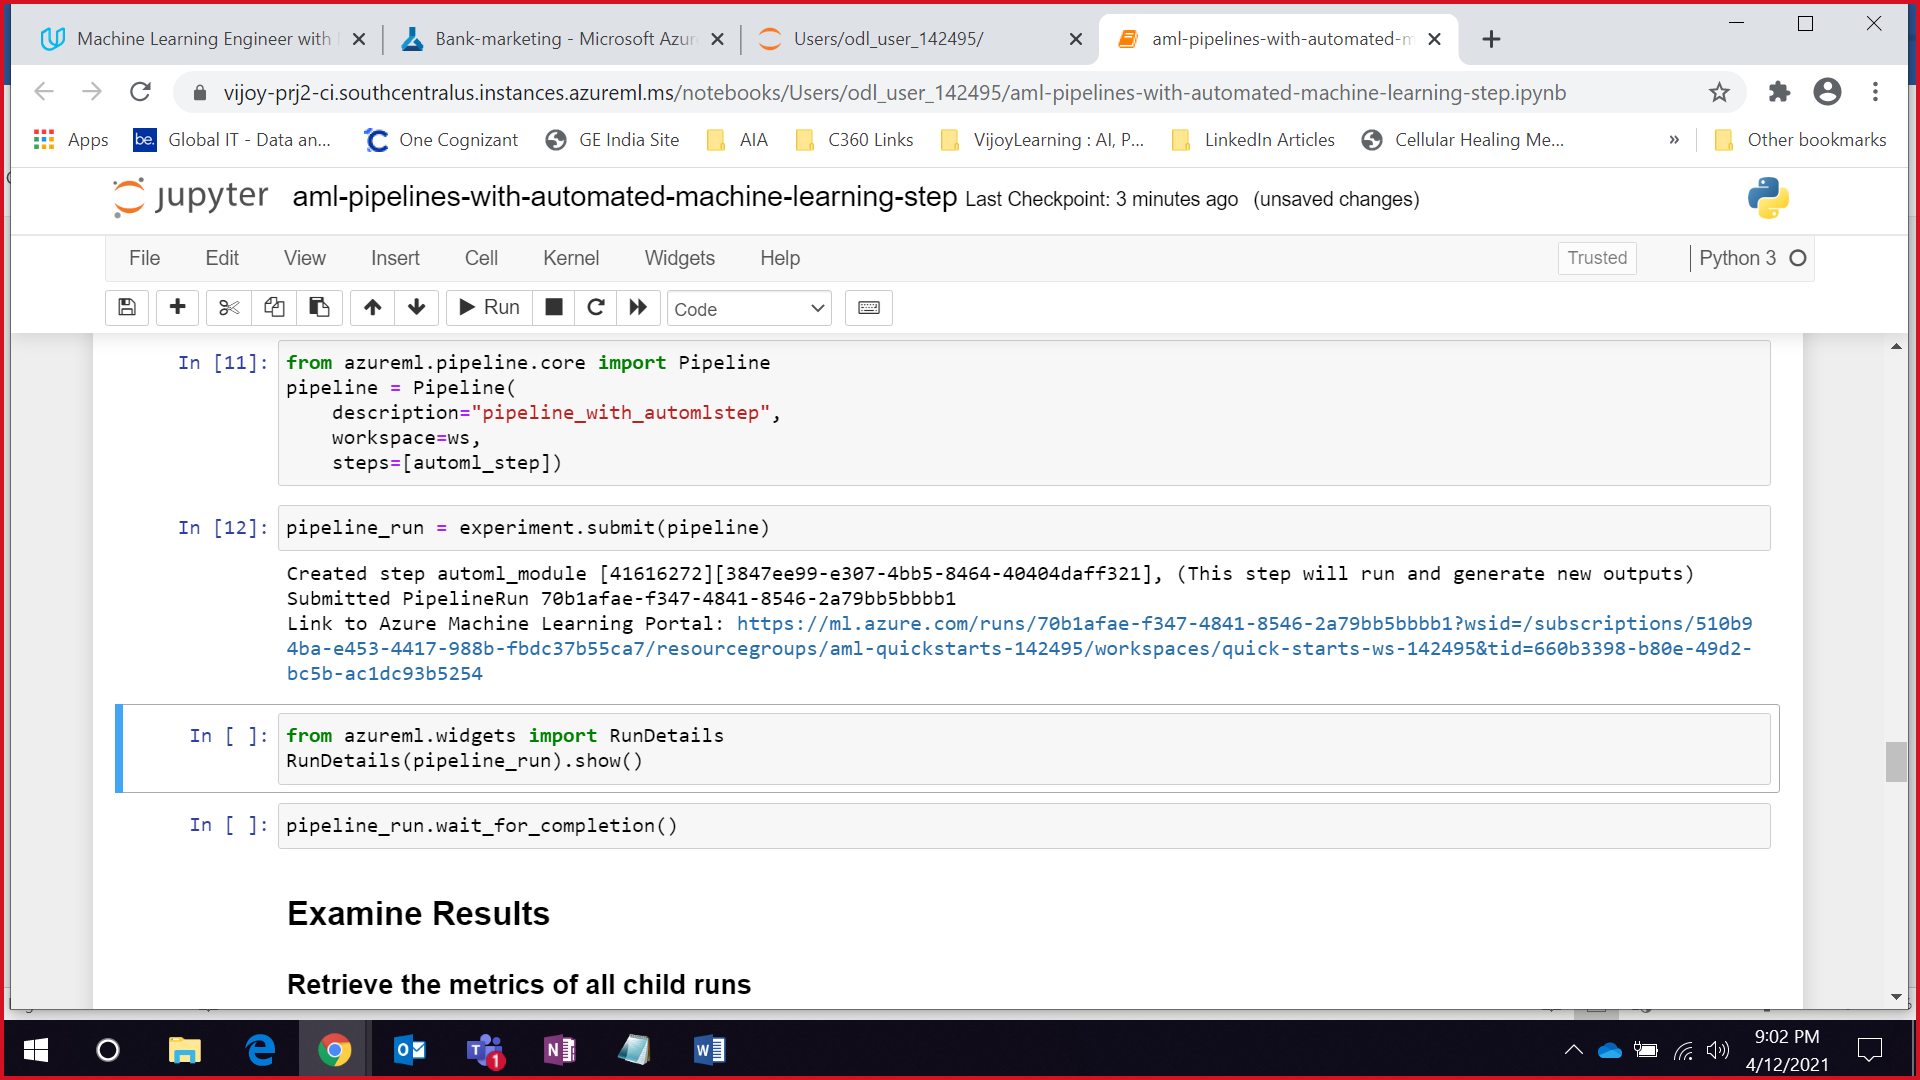 Machine Learning Engineer with
Bank-marketing - Microsoft Azur
Users/odl_user_142495/
aml-pipelines-with-automated-m
vijoy-prj2-ci.southcentralus.instances.azureml.ms/notebooks/Users/odl_user_142495/aml-pipelines-with-automated-machine-learning-step.ipynb
Apps
be. Global IT - Data an...
One Cognizant
GE India Site
AIA
C360 Links
VijoyLearning : AI, P...
LinkedIn Articles
Cellular Healing Me...
»
Other bookmarks
jupyter aml-pipelines-with-automated-machine-learning-step Last Checkpoint: 3 minutes ago (unsaved changes)
File Edit View Insert Cell Kernel Widgets Help Trusted Python 3
Run Code
In [11]: from azureml.pipeline.core import Pipeline
pipeline = Pipeline(
description="pipeline_with_automlstep",
workspace=ws,
steps=[automl_step])
In [12]: pipeline_run = experiment.submit(pipeline)
Created step automl_module [41616272][3847ee99-e307-4bb5-8464-40404daff321], (This step will run and generate new outputs)
Submitted PipelineRun 70b1afae-f347-4841-8546-2a79bb5bbbb1
Link to Azure Machine Learning Portal: https://ml.azure.com/runs/70b1afae-f347-4841-8546-2a79bb5bbbb1?wsid=/subscriptions/510b9
4ba-e453-4417-988b-fbdc37b55ca7/resourcegroups/aml-quickstarts-142495/workspaces/quick-starts-ws-142495&tid=660b3398-b80e-49d2-
bc5b-ac1dc93b5254
In [ ]: from azureml.widgets import RunDetails
RunDetails(pipeline_run).show()
In [ ]: pipeline_run.wait_for_completion()
Examine Results
Retrieve the metrics of all child runs
1
9:02 PM
4/12/2021